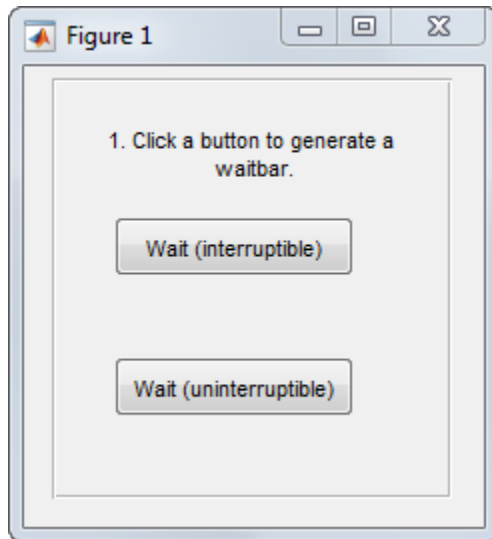 Figure 1
1. Click a button to generate a
waitbar.
Wait (interruptible)
Wait (uninterruptible)